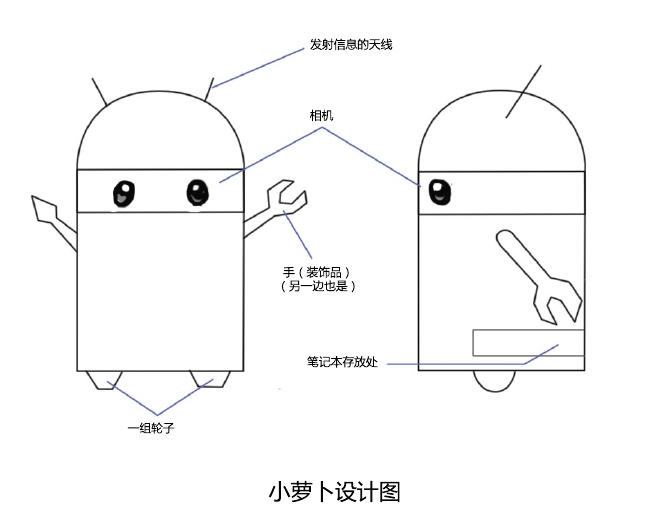 发射信息的天线
相机
手（装饰品）
（另一边也是）
笔记本存放处
一组轮子
小萝卜设计图